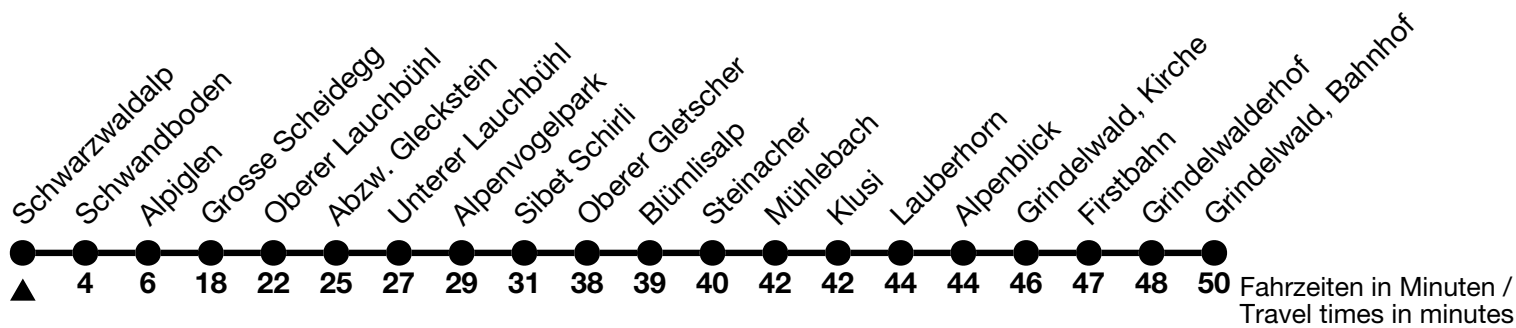 Schwarzwaldalp
Schwandboden
Alpiglen
Grosse Scheidegg
Oberer Lauchbühl
Abzw. Gleckstein
Unterer Lauchbühl
Alpenvogelpark
Sibet Schirli
Oberer Gletscher
Blümlisalp
Steinacher
Mühlebach
Klusi
Lauberhorn
Alpenblick
Grindelwald, Kirche
Firstbahn
Grindelwalderhof
Grindelwald, Bahnhof
4 6 18 22 25 27 29 31 38 39 40 42 42 44 44 46 47 48 50
Fahrzeiten in Minuten /
Travel times in minutes